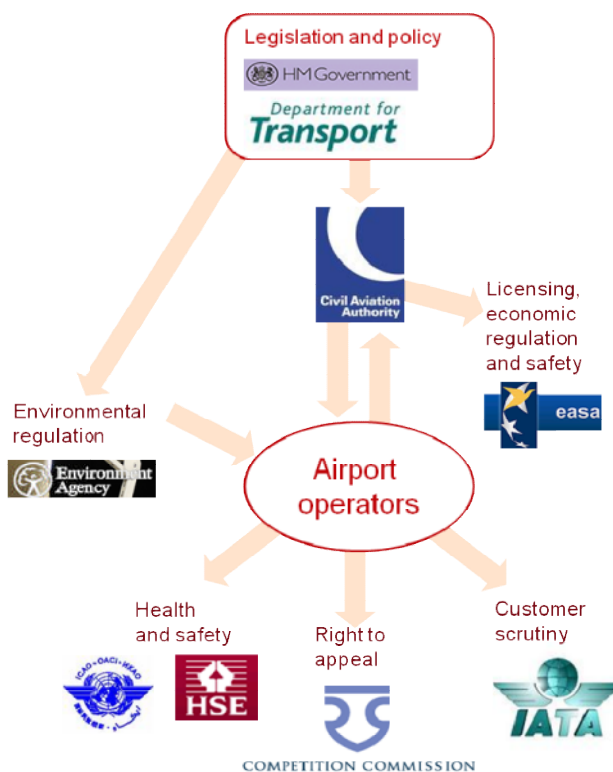 Legislation and policy
HM Government
Department for
Transport
Civil Aviation
Authority
Licensing,
economic
regulation
and safety
easa
Environmental
regulation
Environment
Agency
Airport
operators
Health
and safety
ICAO · OACI · ИКАО
HSE
Right to
appeal
COMPETITION COMMISSION
Customer
scrutiny
IATA